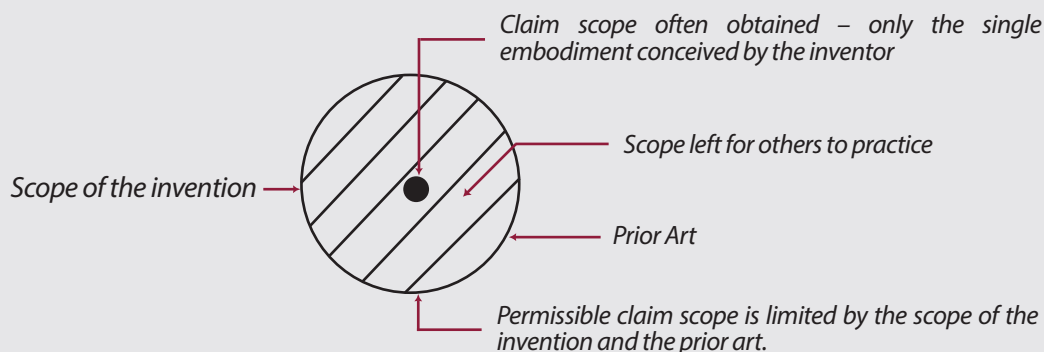 Claim scope often obtained – only the single
embodiment conceived by the inventor
Scope left for others to practice
Scope of the invention
Prior Art
Permissible claim scope is limited by the scope of the
invention and the prior art.